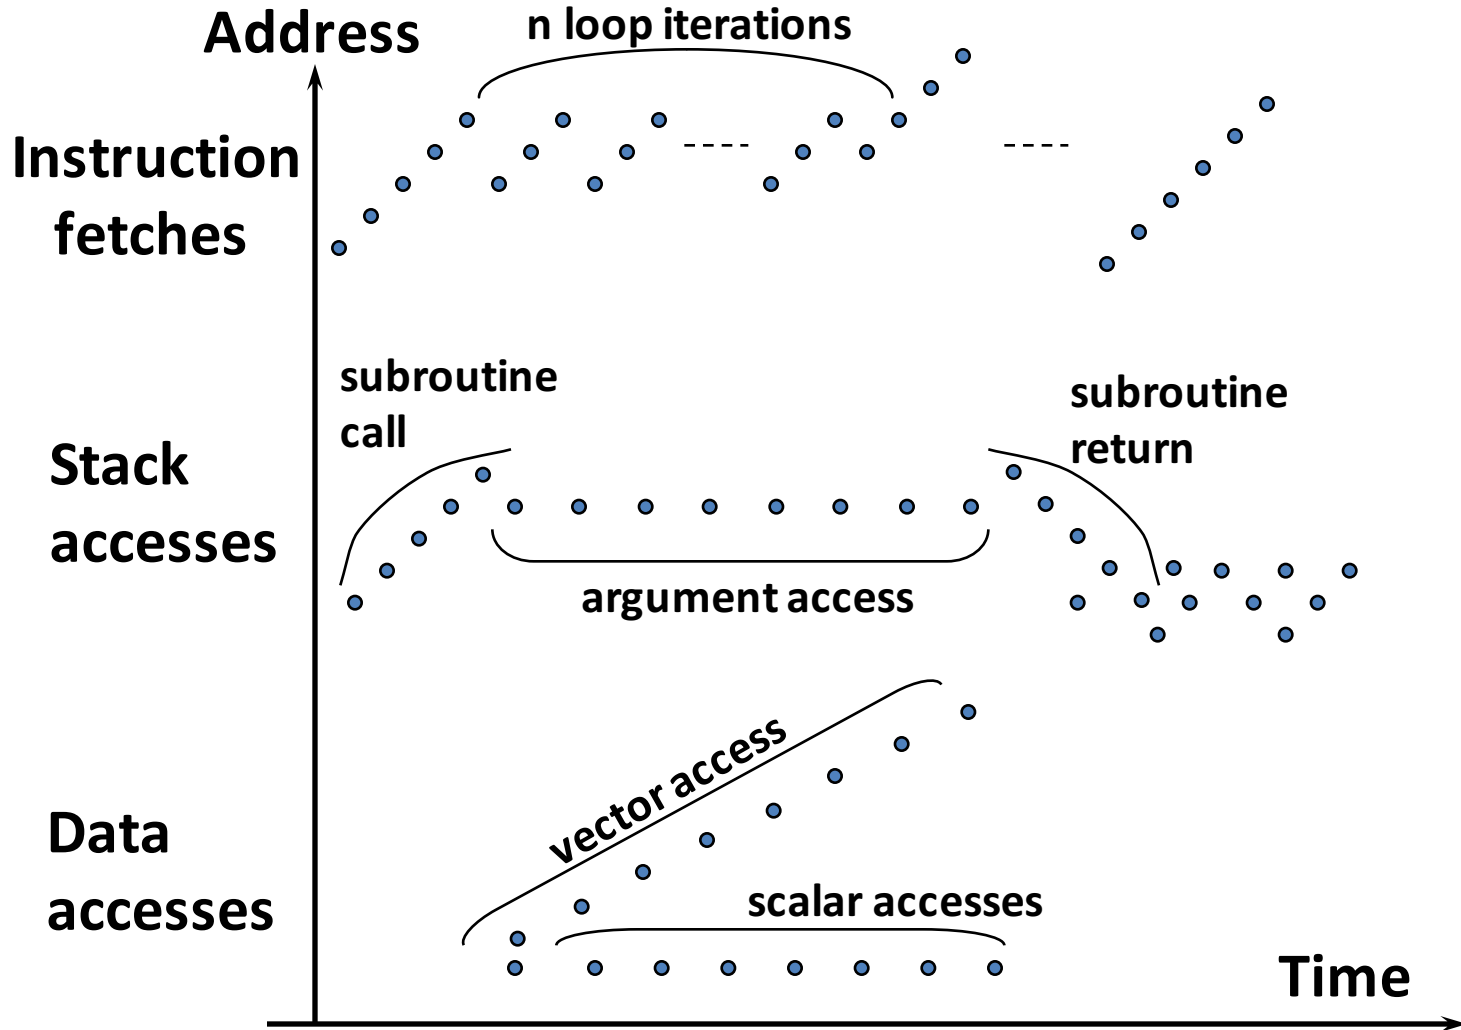 Address
n loop iterations
Instruction
fetches
subroutine
call
subroutine
return
Stack
accesses
argument access
vector access
Data
accesses
scalar accesses
Time